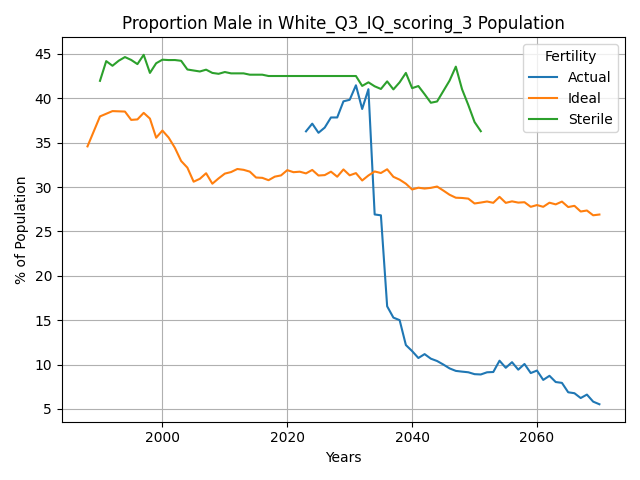 Proportion Male in White_Q3_IQ_scoring_3 Population
Fertility
Actual
Ideal
Sterile
% of Population
45
40
35
30
25
20
15
10
5
2000
2020
2040
2060
Years